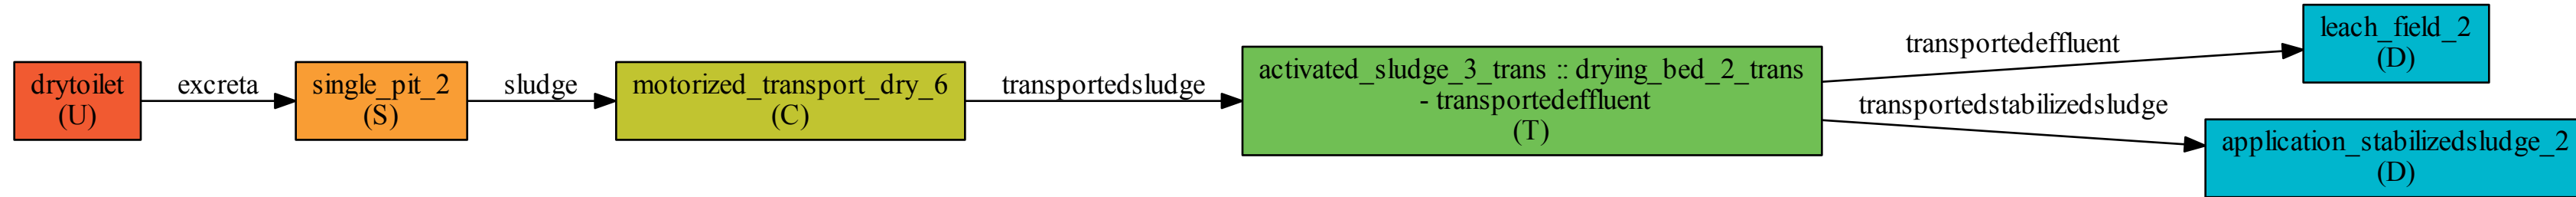 drytoilet
(U)
excreta
single_pit_2
(S)
sludge
motorized_transport_dry_6
(C)
transportedsludge
activated_sludge_3_trans :: drying_bed_2_trans
- transportedeffluent
(T)
transportedeffluent
leach_field_2
(D)
transportedstabilizedsludge
application_stabilizedsludge_2
(D)